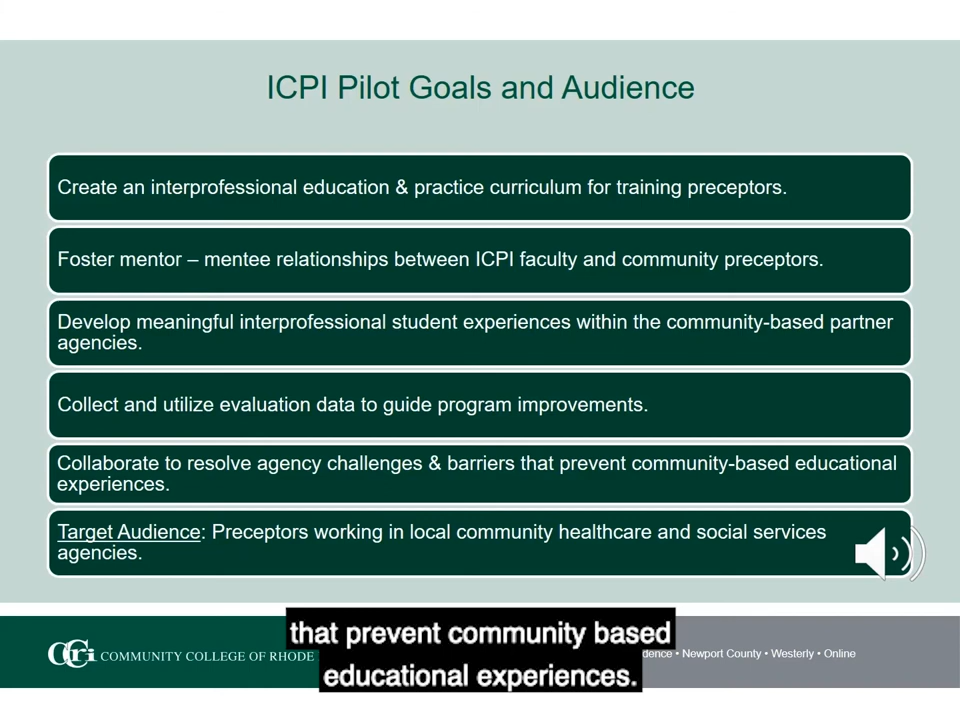 ICPI Pilot Goals and Audience
Create an interprofessional education & practice curriculum for training preceptors.
Foster mentor – mentee relationships between ICPI faculty and community preceptors.
Develop meaningful interprofessional student experiences within the community-based partner
agencies.
Collect and utilize evaluation data to guide program improvements.
Collaborate to resolve agency challenges & barriers that prevent community-based educational
experiences.
Target Audience: Preceptors working in local community healthcare and social services
agencies.
that prevent community based
educational experiences.
CCri COMMUNITY COLLEGE OF RHODE
• Newport County • Westerly • Online